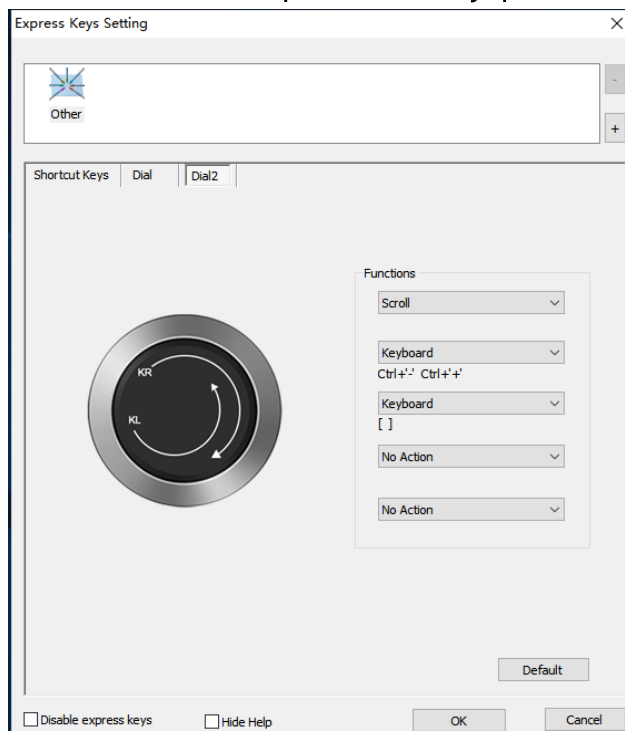 Express Keys Setting
Other
-
+
Shortcut Keys Dial Dial2
Functions
Scroll
Keyboard
Ctrl+'-' Ctrl+'+'
Keyboard
[ ]
No Action
No Action
KR
KL
Default
Disable express keys Hide Help OK Cancel